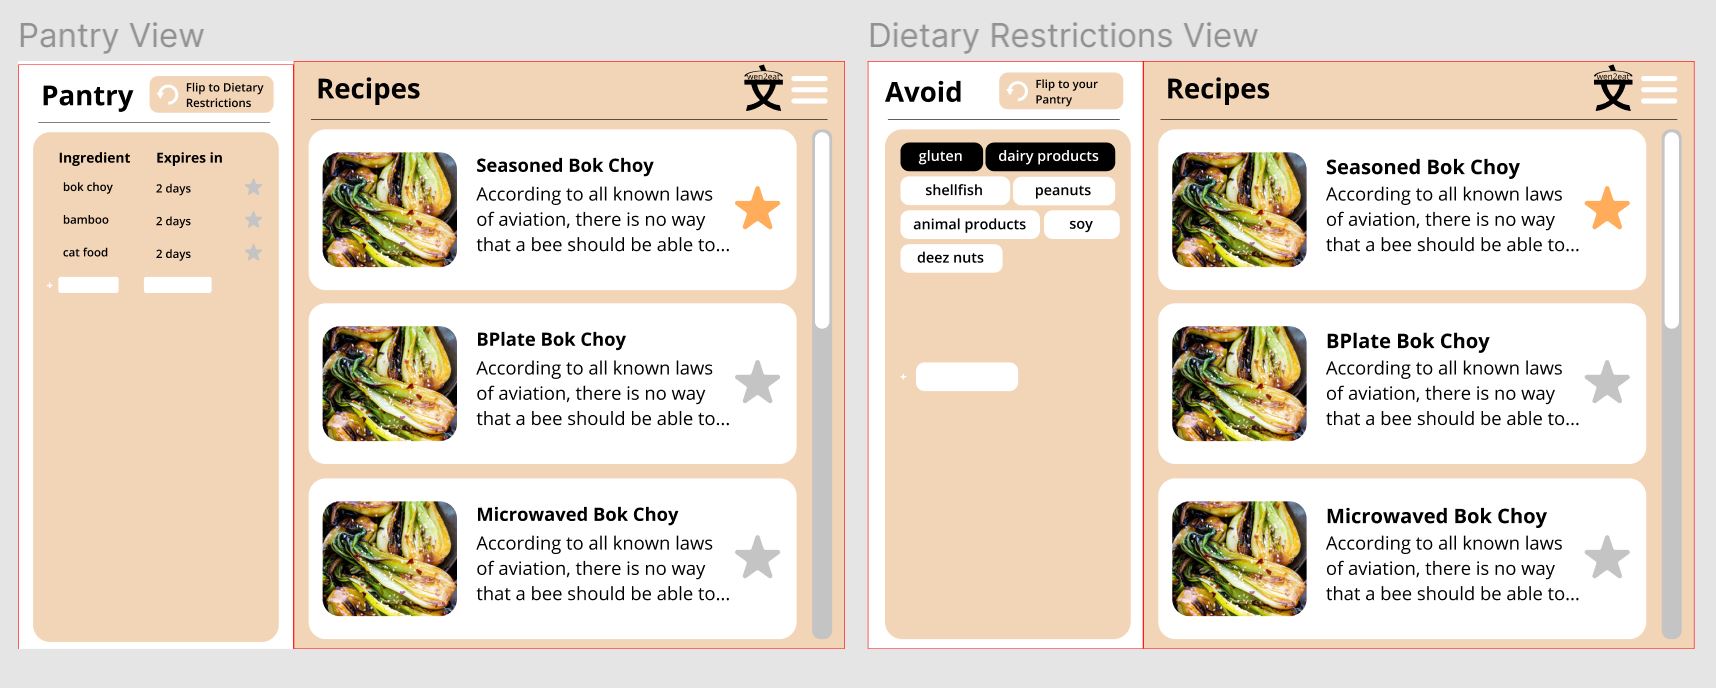 Pantry View
Pantry
Flip to Dietary
Restrictions
Ingredient Expires in
bok choy 2 days
bamboo 2 days
cat food 2 days
+
Recipes
wen2eat
文
Seasoned Bok Choy
According to all known laws
of aviation, there is no way
that a bee should be able to...
BPlate Bok Choy
According to all known laws
of aviation, there is no way
that a bee should be able to...
Microwaved Bok Choy
According to all known laws
of aviation, there is no way
that a bee should be able to...
Dietary Restrictions View
Avoid
Flip to your
Pantry
gluten dairy products
shellfish peanuts
animal products soy
deez nuts
+
Recipes
wen2eat
文
Seasoned Bok Choy
According to all known laws
of aviation, there is no way
that a bee should be able to...
BPlate Bok Choy
According to all known laws
of aviation, there is no way
that a bee should be able to...
Microwaved Bok Choy
According to all known laws
of aviation, there is no way
that a bee should be able to...